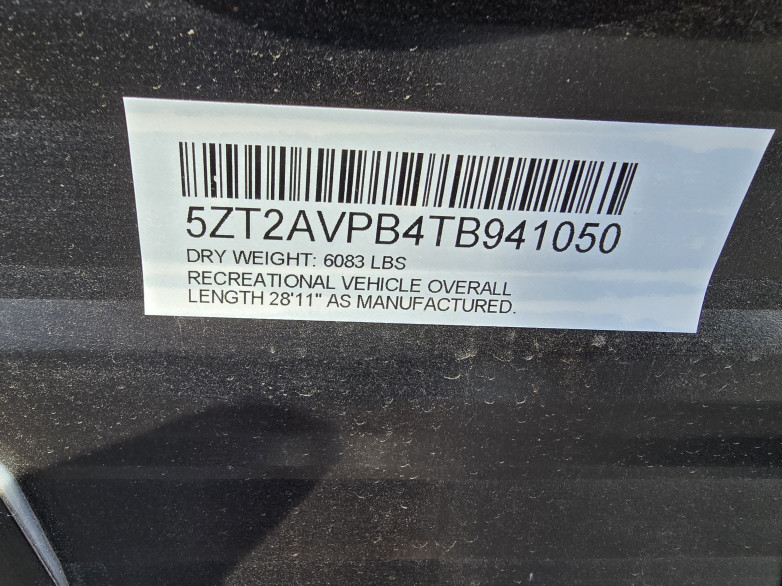 5ZT2AVPB4TB941050
DRY WEIGHT: 6083 LBS
RECREATIONAL VEHICLE OVERALL
LENGTH 28'11" AS MANUFACTURED.